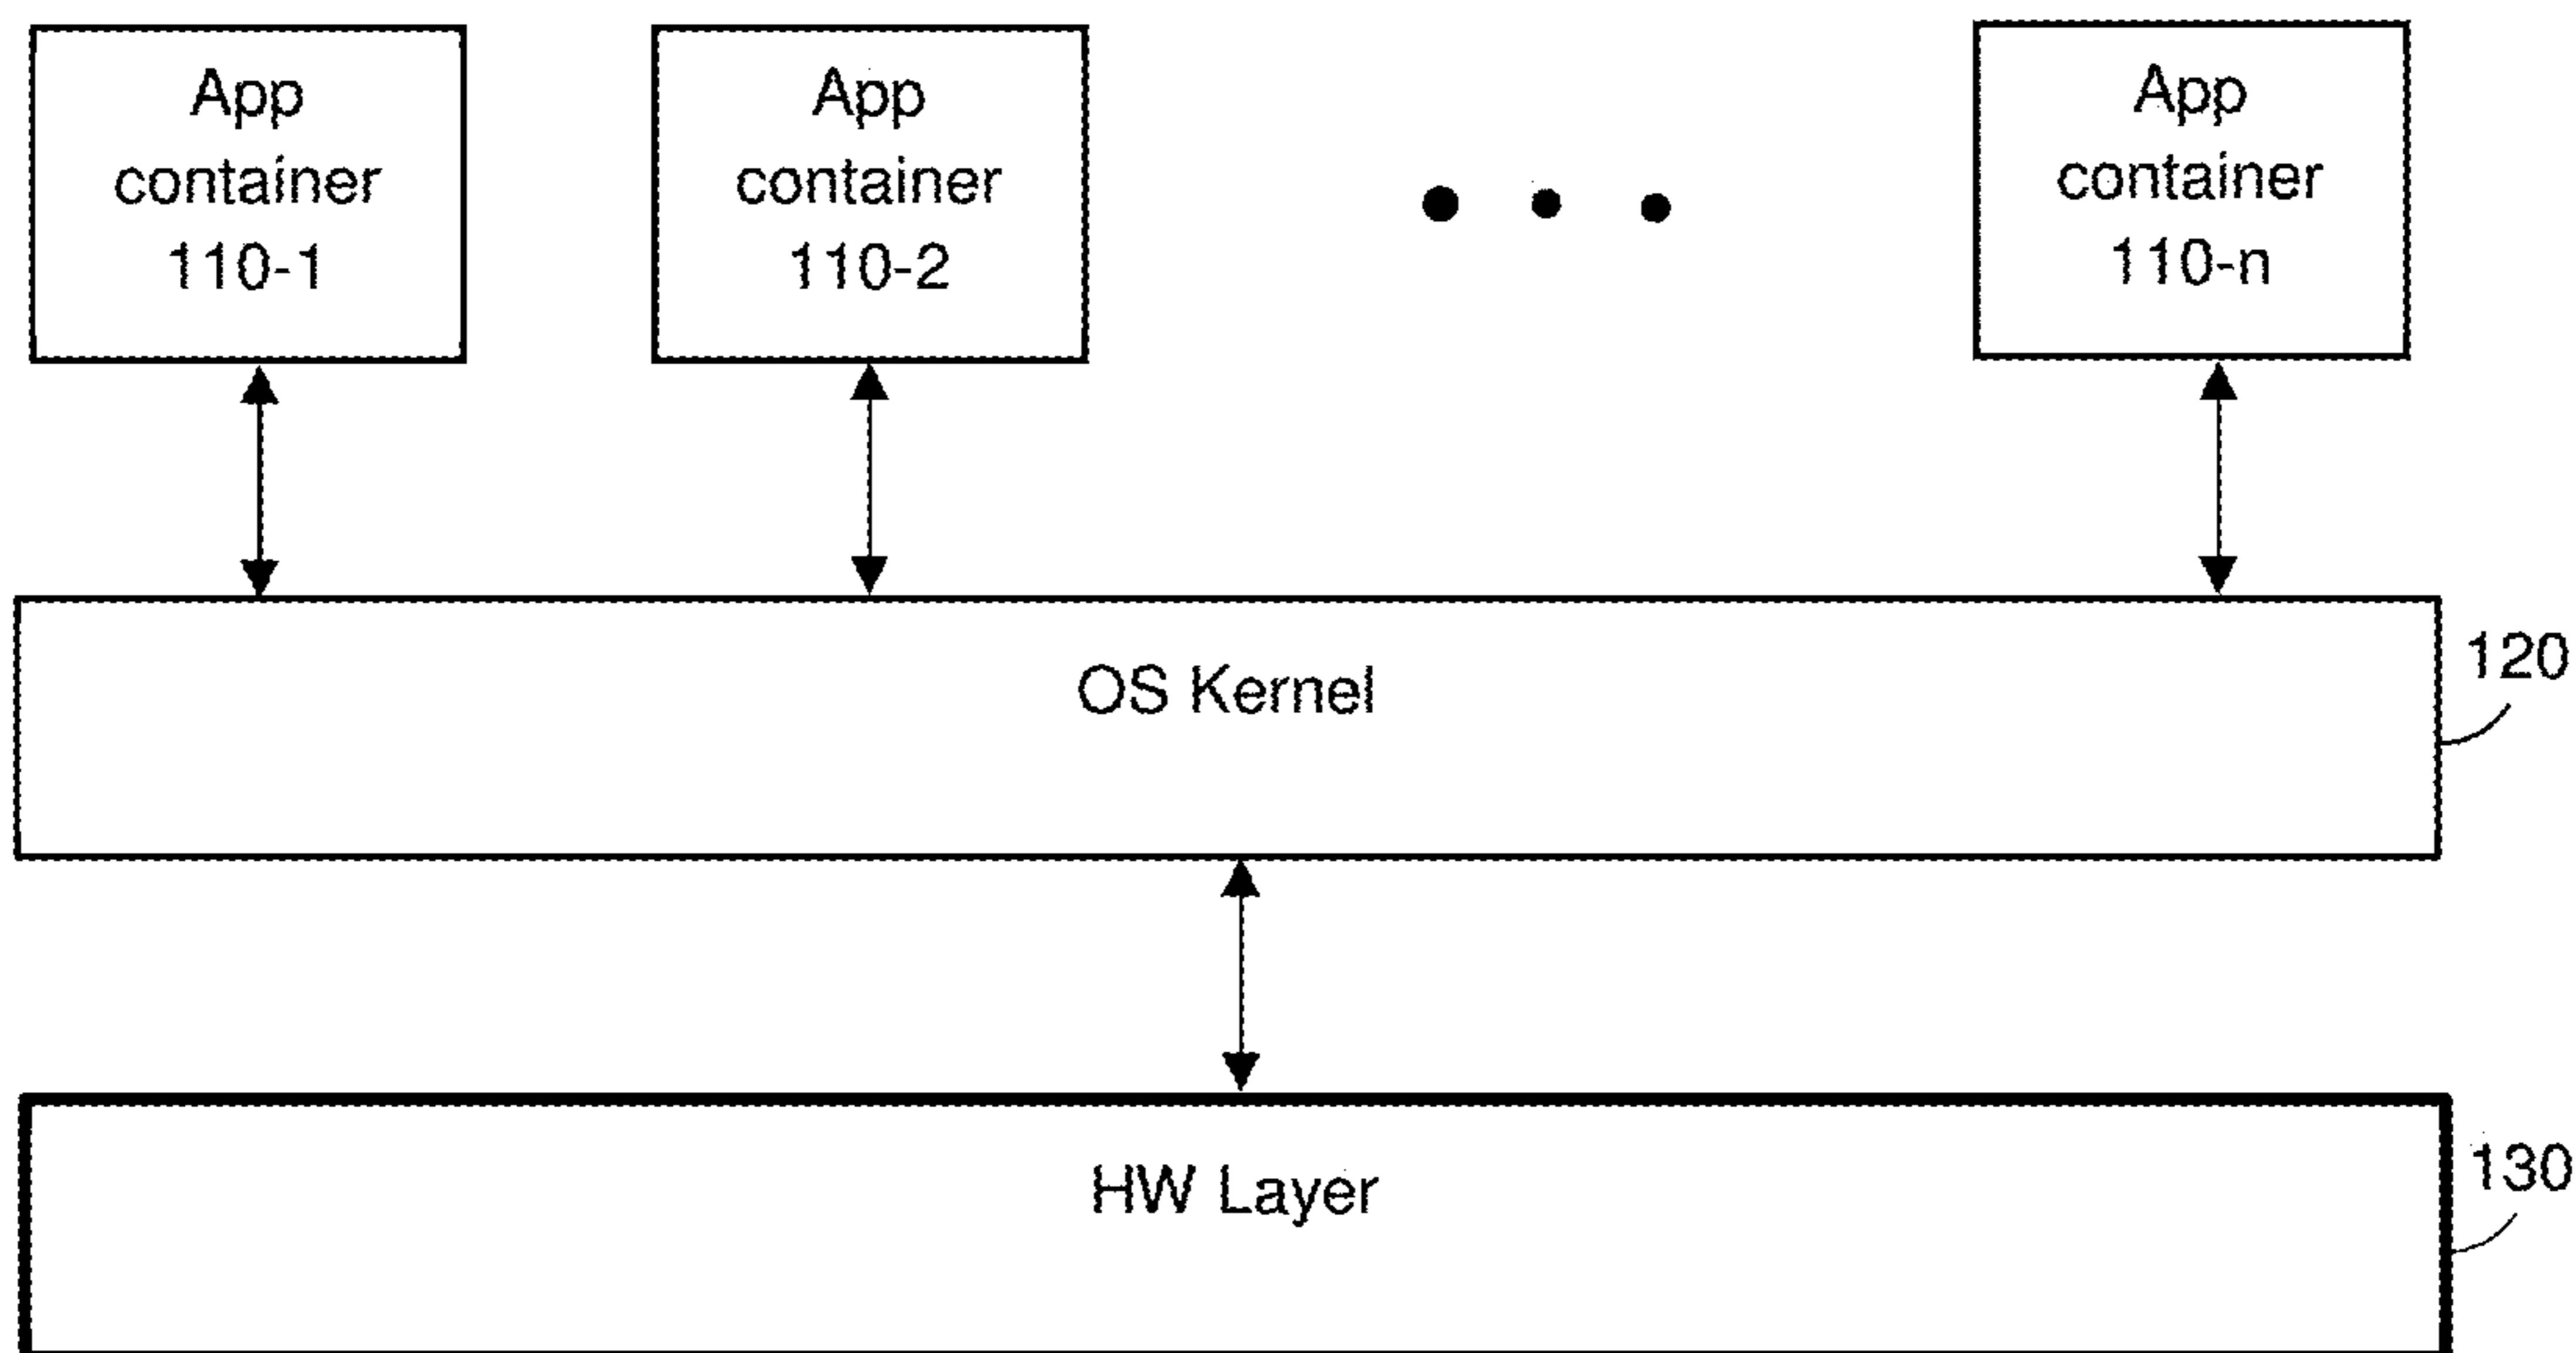 App
container
110-1
App
container
110-2
App
container
110-n
OS Kernel
120
HW Layer
130